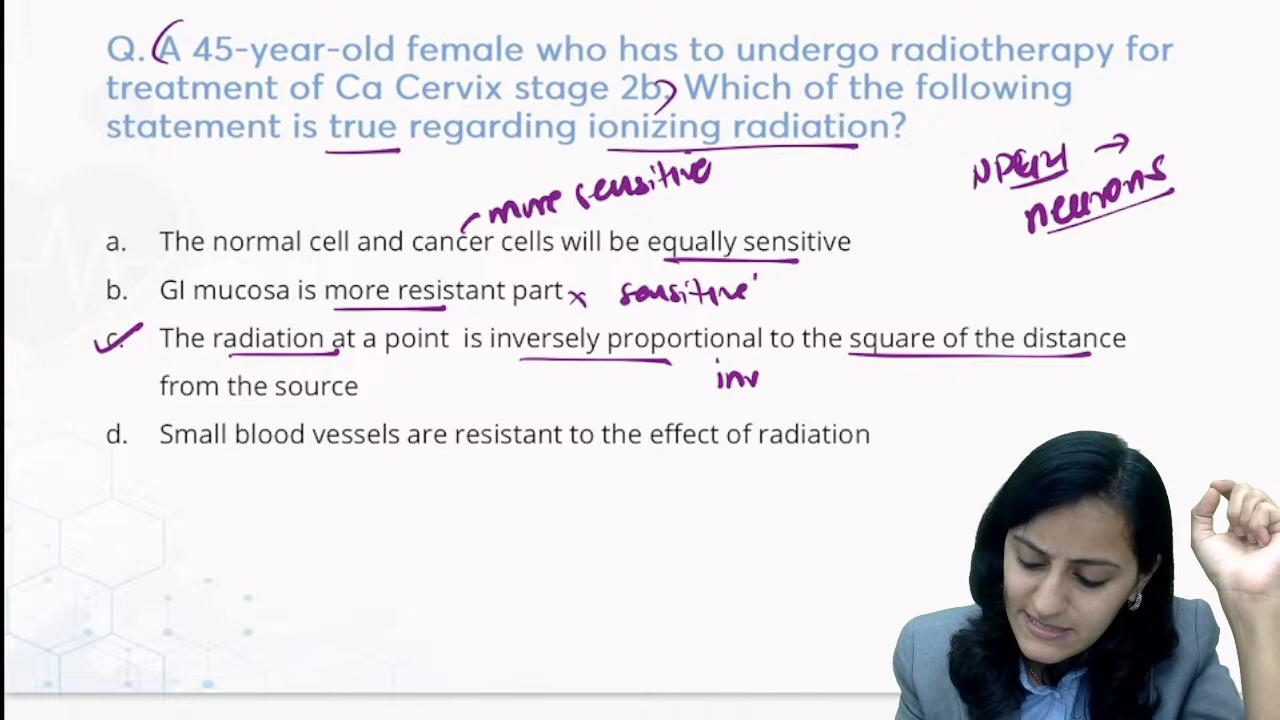 Q. A 45-year-old female who has to undergo radiotherapy for
treatment of Ca Cervix stage 2b, Which of the following
statement is true regarding ionizing radiation?
neurons
more sensitive
a. The normal cell and cancer cells will be equally sensitive
b. GI mucosa is more resistant part x sensitive
c. The radiation at a point is inversely proportional to the square of the distance
inv
from the source
d. Small blood vessels are resistant to the effect of radiation